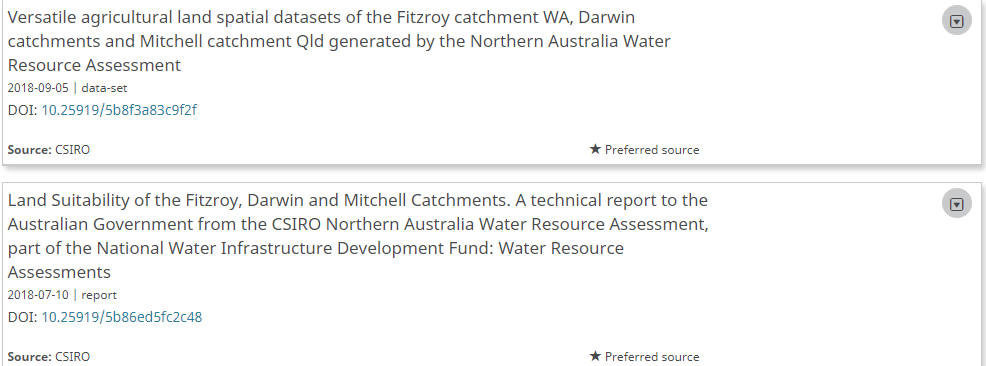 Versatile agricultural land spatial datasets of the Fitzroy catchment WA, Darwin
catchments and Mitchell catchment Qld generated by the Northern Australia Water
Resource Assessment
2018-09-05 | data-set
DOI: 10.25919/5b8f3a83c9f2f
Source: CSIRO ★ Preferred source
Land Suitability of the Fitzroy, Darwin and Mitchell Catchments. A technical report to the
Australian Government from the CSIRO Northern Australia Water Resource Assessment,
part of the National Water Infrastructure Development Fund: Water Resource
Assessments
2018-07-10 | report
DOI: 10.25919/5b86ed5fc2c48
Source: CSIRO ★ Preferred source